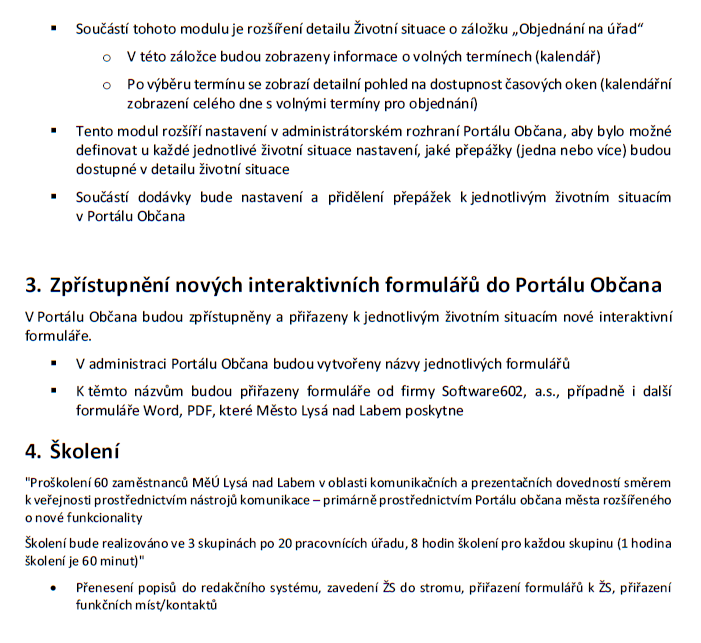 ▪ Součástí tohoto modulu je rozšíření detailu Životní situace o záložku „Objednání na úřad“
o V této záložce budou zobrazeny informace o volných termínech (kalendář)
o Po výběru termínu se zobrazí detailní pohled na dostupnost časových oken (kalendářní
zobrazení celého dne s volnými termíny pro objednání)
▪ Tento modul rozšíří nastavení v administrátorském rozhraní Portálu Občana, aby bylo možné
definovat u každé jednotlivé životní situace nastavení, jaké přepážky (jedna nebo více) budou
dostupné v detailu životní situace
▪ Součástí dodávky bude nastavení a přidělení přepážek k jednotlivým životním situacím
v Portálu Občana
3. Zpřístupnění nových interaktivních formulářů do Portálu Občana
V Portálu Občana budou zpřístupněny a přiřazeny k jednotlivým životním situacím nové interaktivní
formuláře.
▪ V administraci Portálu Občana budou vytvořeny názvy jednotlivých formulářů
▪ K těmto názvům budou přiřazeny formuláře od firmy Software602, a.s., případně i další
formuláře Word, PDF, které Město Lysá nad Labem poskytne
4. Školení
"Proškolení 60 zaměstnanců MěÚ Lysá nad Labem v oblasti komunikačních a prezentačních dovedností směrem
k veřejnosti prostřednictvím nástrojů komunikace – primárně prostřednictvím Portálu občana města rozšířeného
o nové funkcionality
Školení bude realizováno ve 3 skupinách po 20 pracovnících úřadu, 8 hodin školení pro každou skupinu (1 hodina
školení je 60 minut)"
• Přenesení popisů do redakčního systému, zavedení ŽS do stromu, přiřazení formulářů k ŽS, přiřazení
funkčních míst/kontaktů